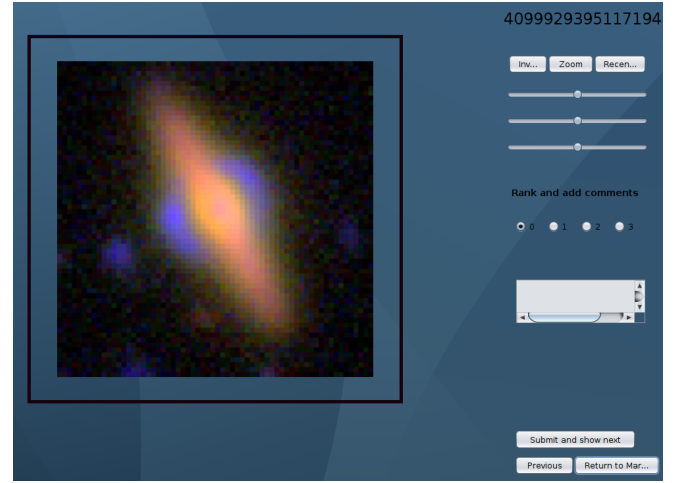 4099929395117194
Inv... Zoom Recen...
Rank and add comments
0 1 2 3
Submit and show next
Previous Return to Mar...